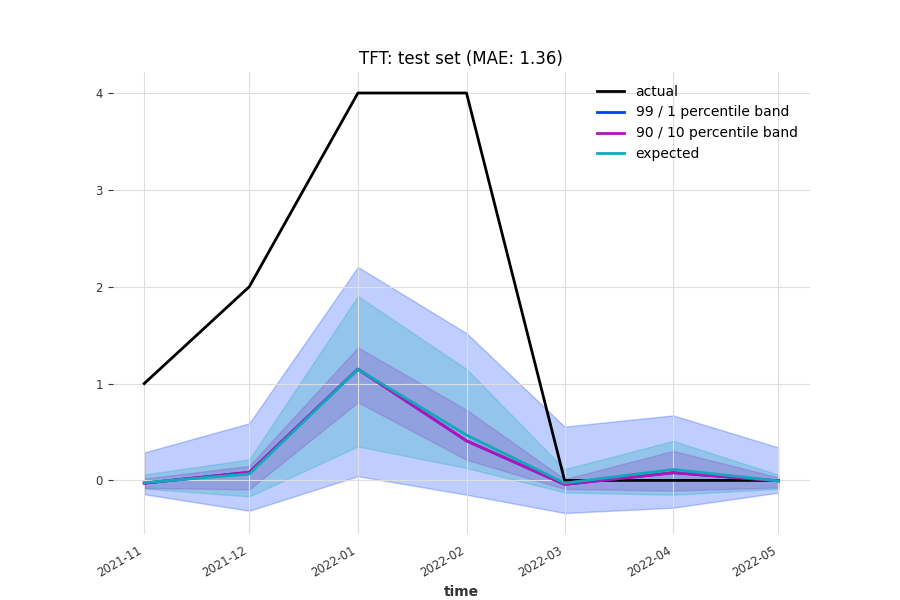 TFT: test set (MAE: 1.36)
actual
99 / 1 percentile band
90 / 10 percentile band
expected
4
3
2
1
0
2021-11
2021-12
2022-01
2022-02
2022-03
2022-04
2022-05
time